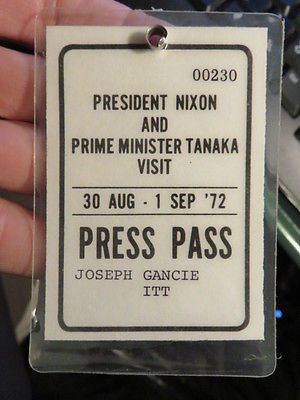 00230
PRESIDENT NIXON
AND
PRIME MINISTER TANAKA
VISIT
30 AUG - 1 SEP '72
PRESS PASS
JOSEPH GANCIE
ITT